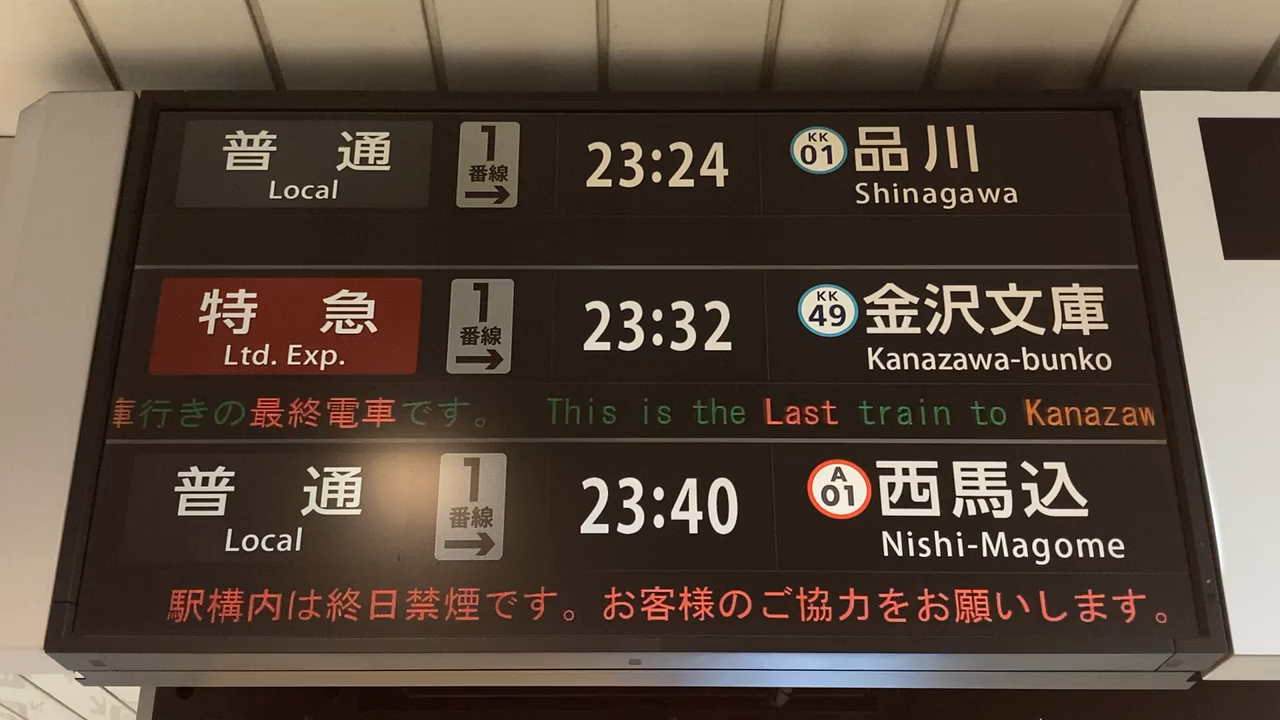 普通 1 23:24 KK 品川
Local 番線 01 Shinagawa
特急 1 23:32 KK 金沢文庫
Ltd. Exp. 番線 49 Kanazawa-bunko
庫行きの最終電車です。 This is the Last train to Kanazaw
普通 1 23:40 A 西馬込
Local 番線 01 Nishi-Magome
駅構内は終日禁煙です。お客様のご協力をお願いします。